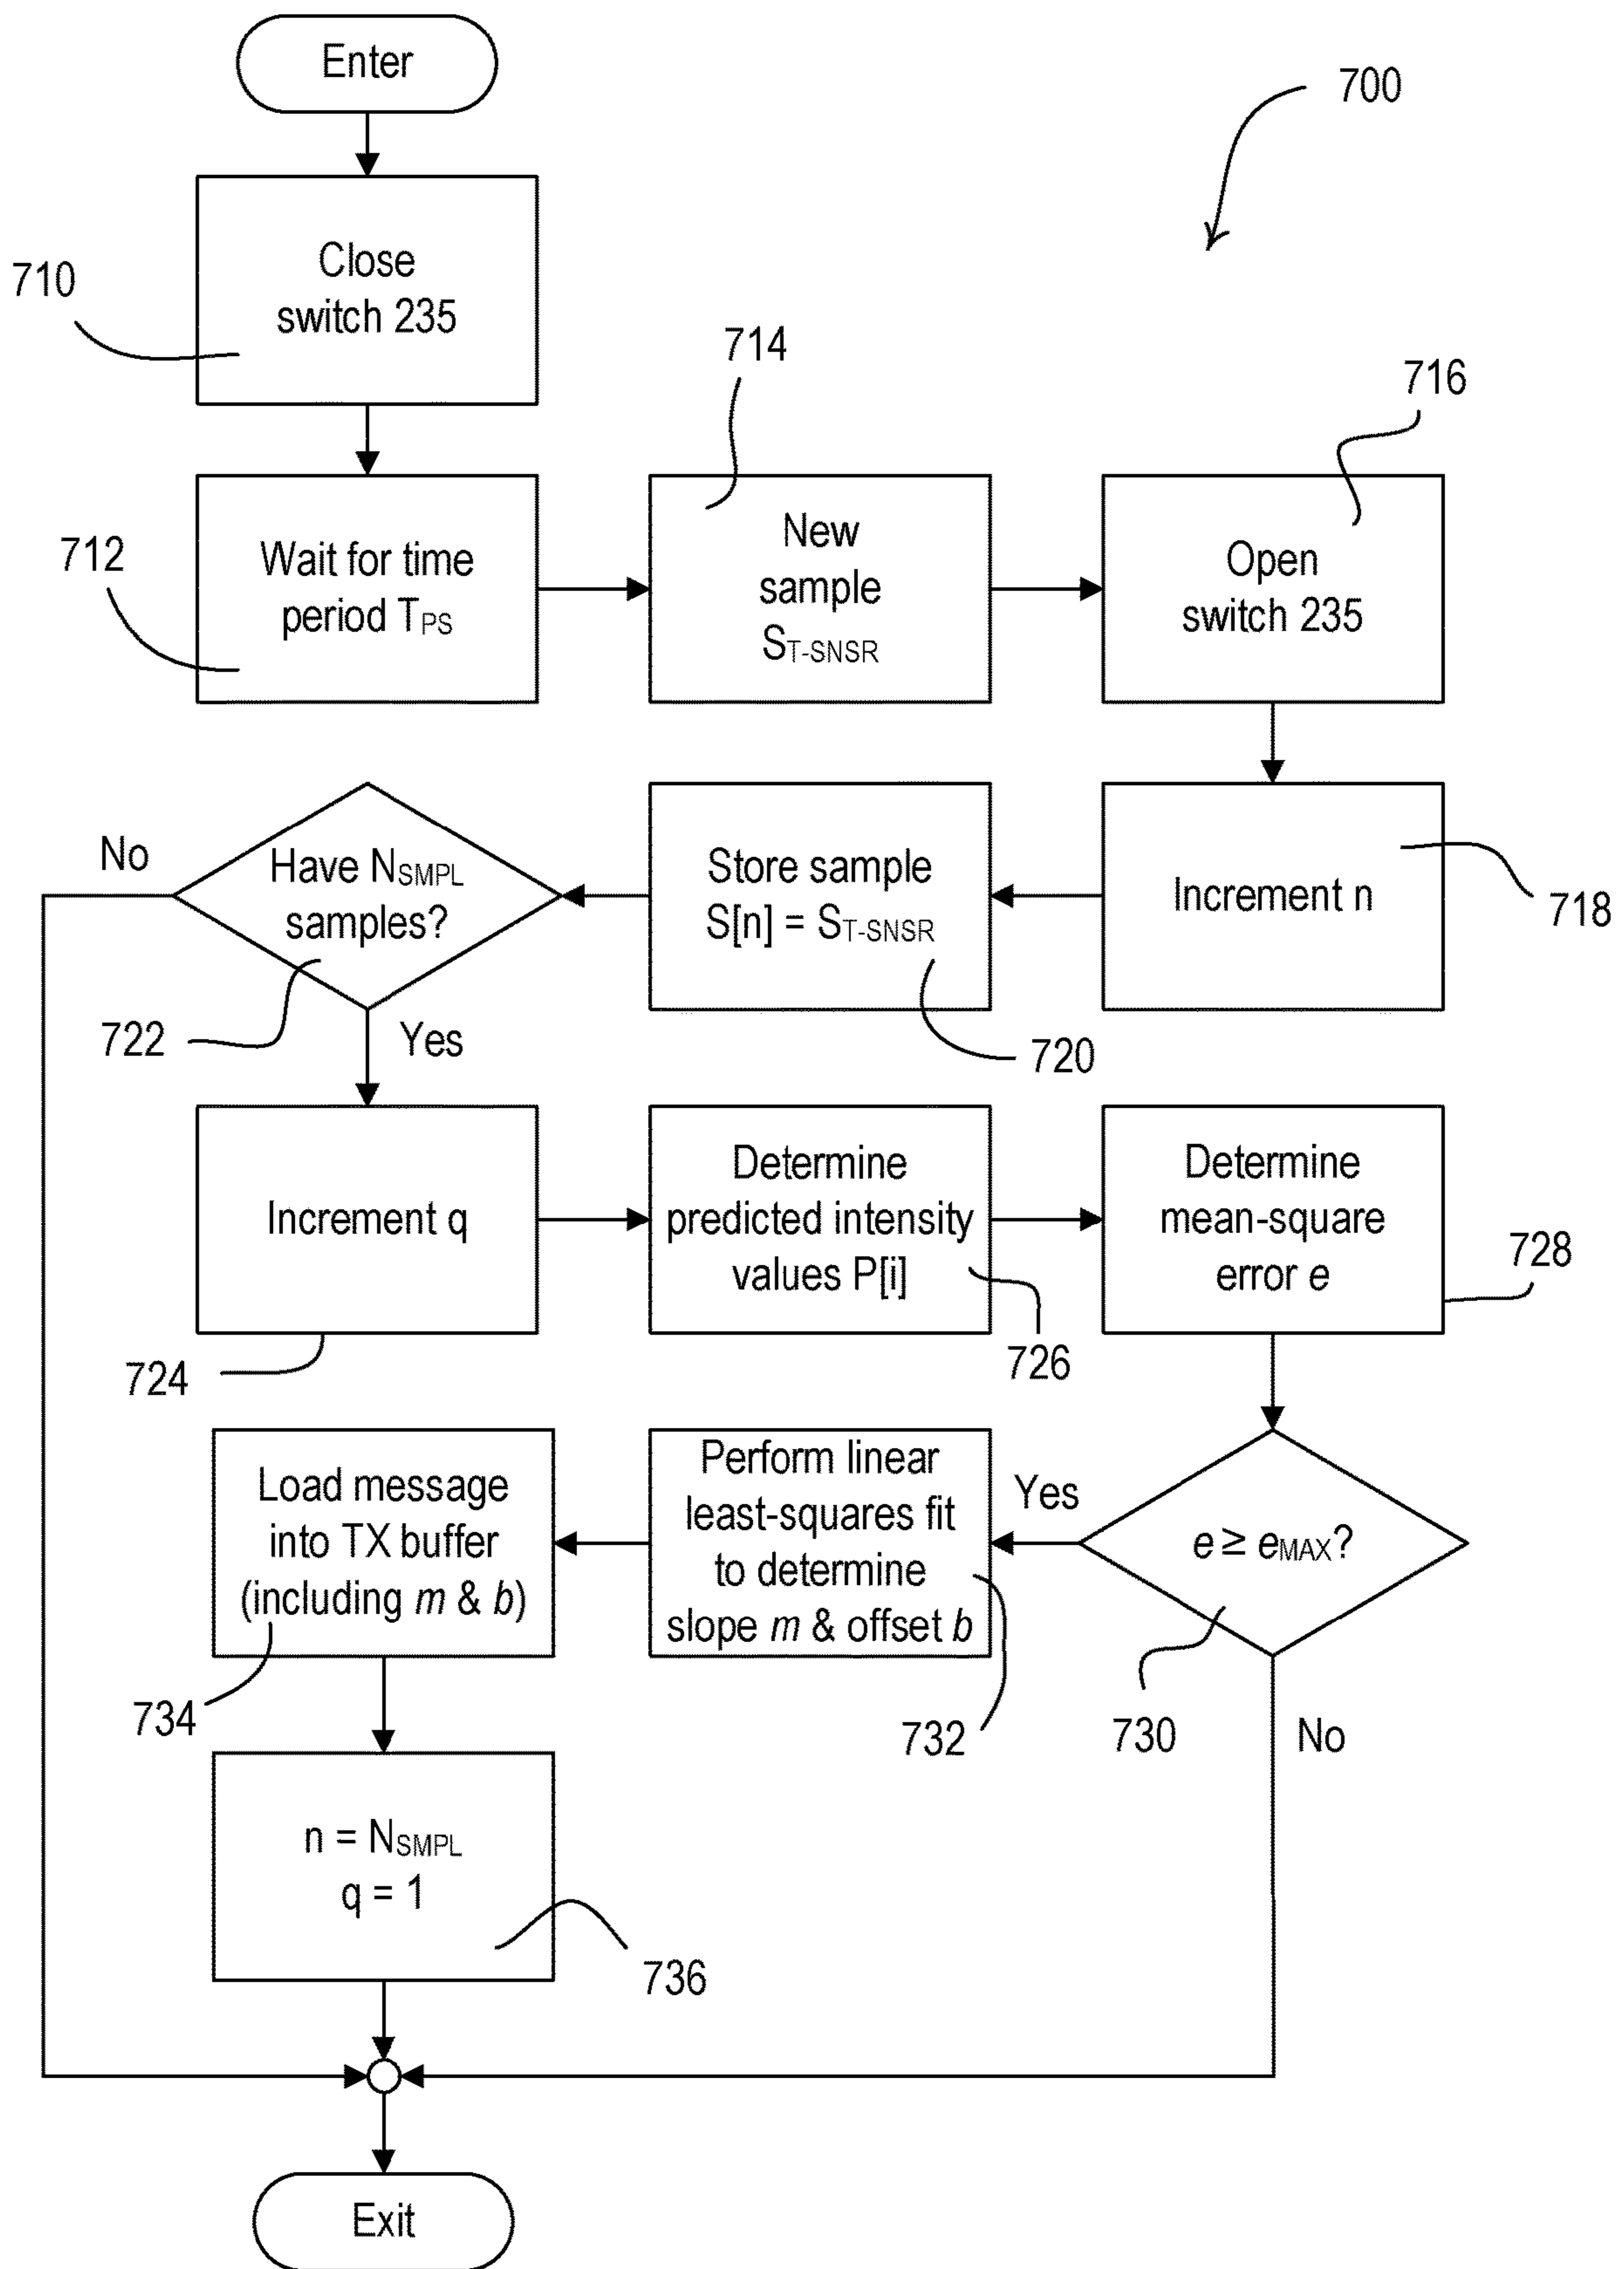 Enter
700
Close
switch 235
710
714
716
Wait for time
period TPS
712
New
sample
ST-SNSR
Open
switch 235
No
Have NSMPL
samples?
722
Yes
Store sample
S[n] = ST-SNSR
720
Increment n
718
Increment q
724
Determine
predicted intensity
values P[i]
726
Determine
mean-square
error e
728
Load message
into TX buffer
(including m & b)
734
Perform linear
least-squares fit
to determine
slope m & offset b
732
Yes
e ≥ eMAX?
730
No
n = NSMPL
q = 1
736
Exit